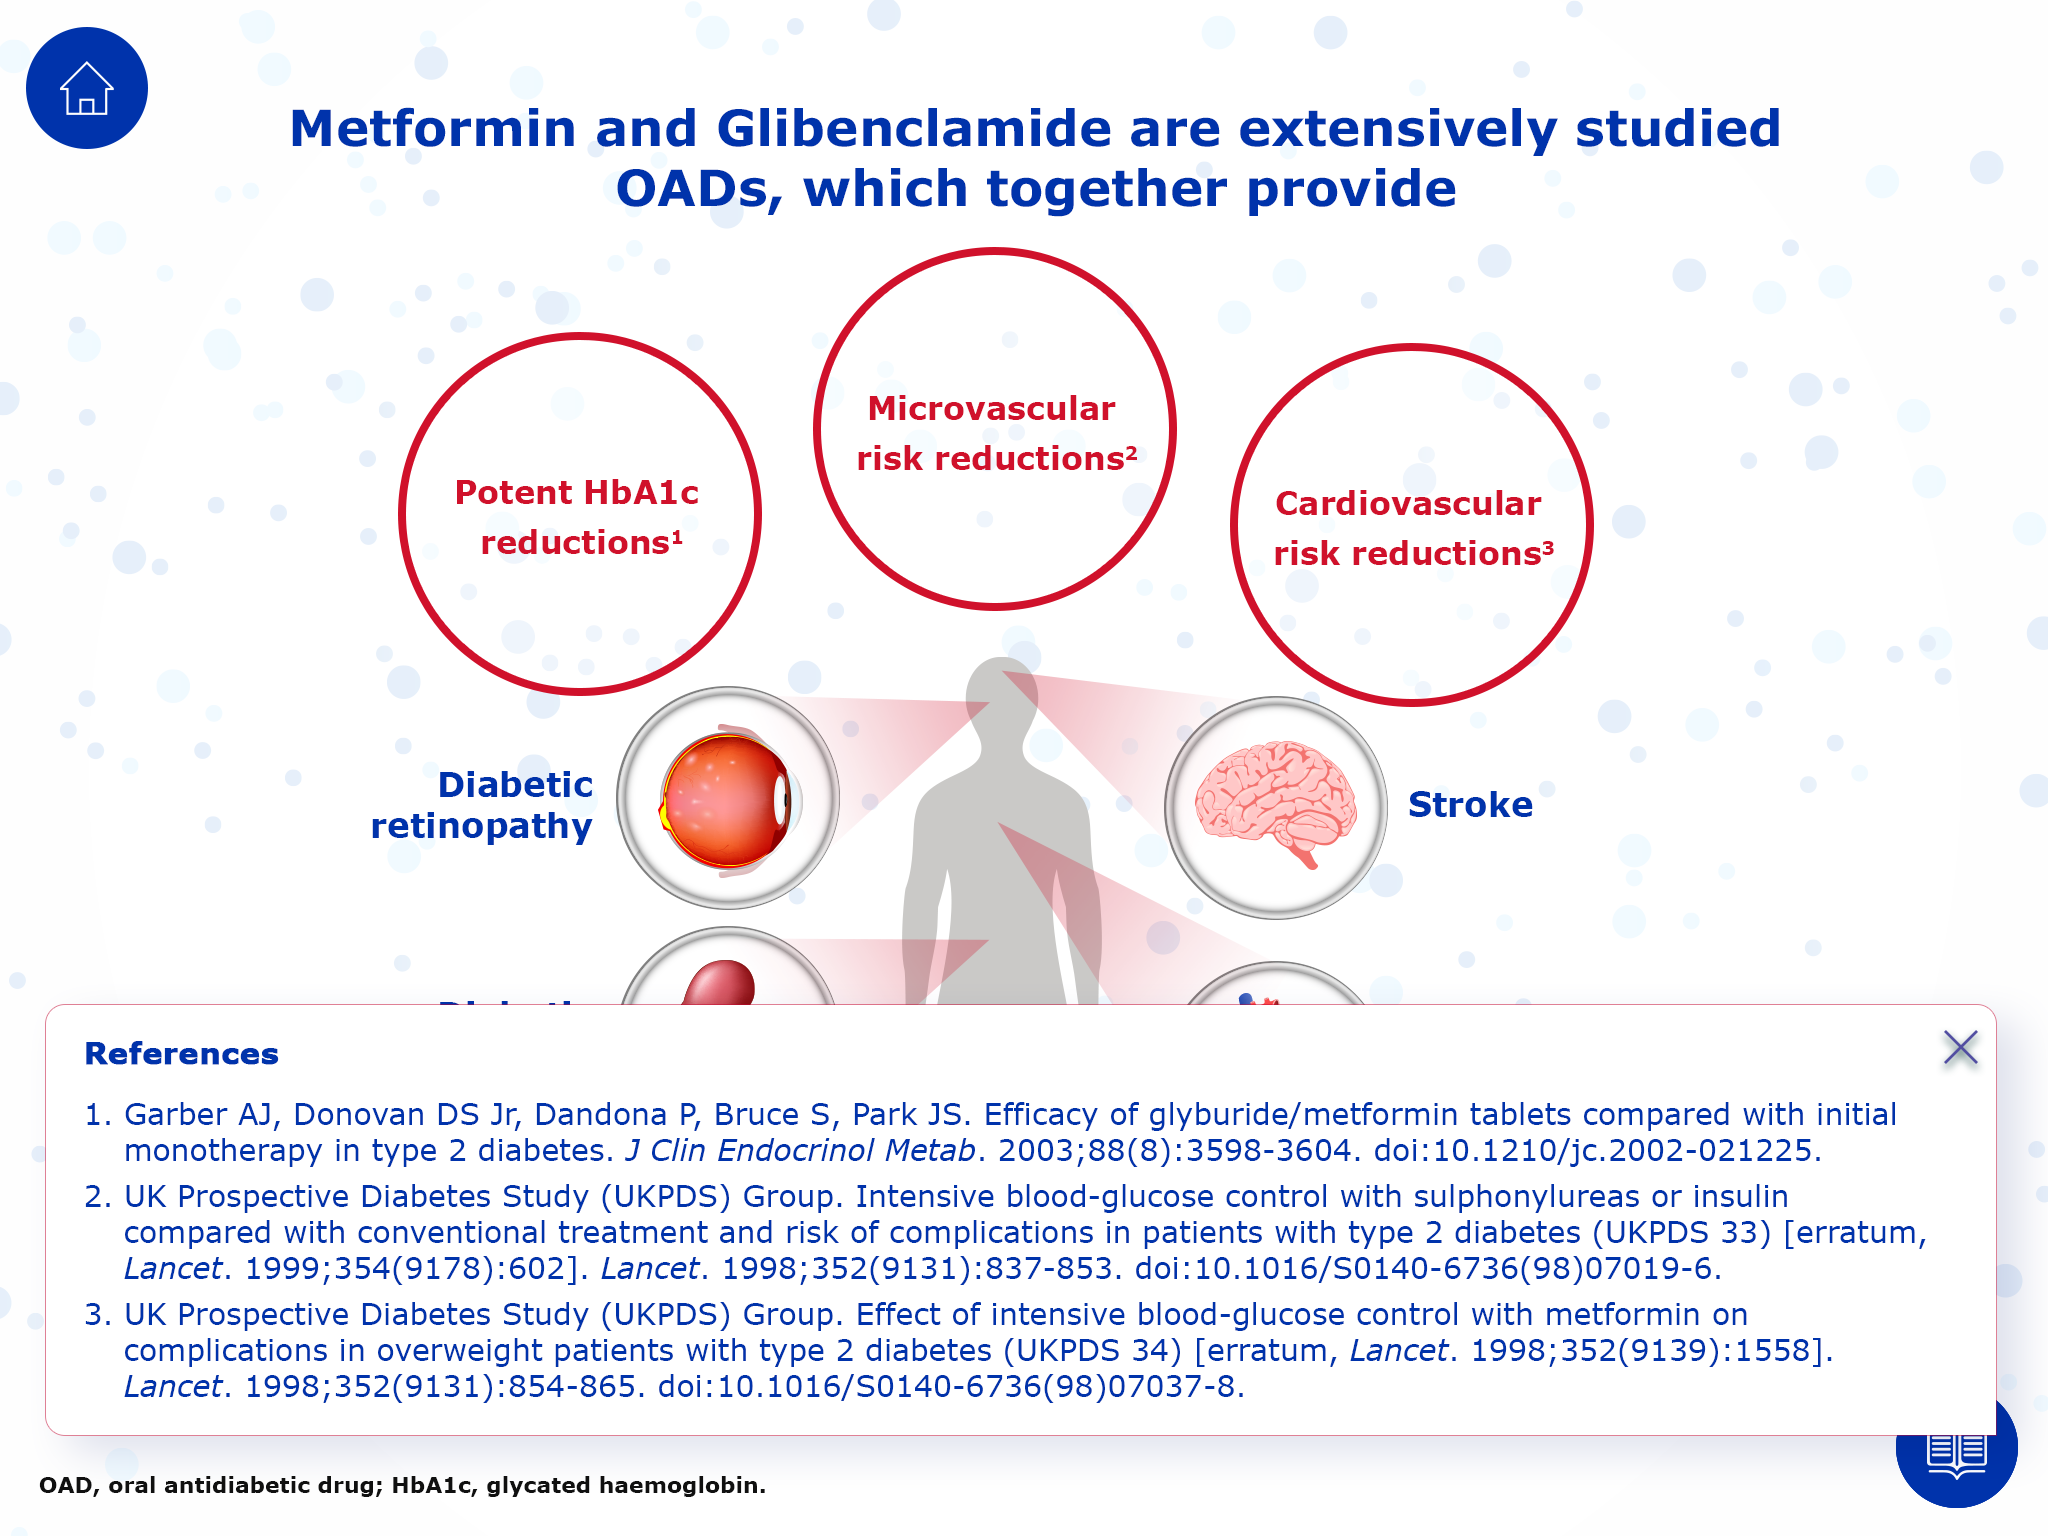 Metformin and Glibenclamide are extensively studied
OADs, which together provide
Potent HbA1c
reductions¹
Microvascular
risk reductions²
Cardiovascular
risk reductions³
Diabetic
retinopathy
Stroke
References
1. Garber AJ, Donovan DS Jr, Dandona P, Bruce S, Park JS. Efficacy of glyburide/metformin tablets compared with initial
monotherapy in type 2 diabetes. J Clin Endocrinol Metab. 2003;88(8):3598-3604. doi:10.1210/jc.2002-021225.
2. UK Prospective Diabetes Study (UKPDS) Group. Intensive blood-glucose control with sulphonylureas or insulin
compared with conventional treatment and risk of complications in patients with type 2 diabetes (UKPDS 33) [erratum,
Lancet. 1999;354(9178):602]. Lancet. 1998;352(9131):837-853. doi:10.1016/S0140-6736(98)07019-6.
3. UK Prospective Diabetes Study (UKPDS) Group. Effect of intensive blood-glucose control with metformin on
complications in overweight patients with type 2 diabetes (UKPDS 34) [erratum, Lancet. 1998;352(9139):1558].
Lancet. 1998;352(9131):854-865. doi:10.1016/S0140-6736(98)07037-8.
OAD, oral antidiabetic drug; HbA1c, glycated haemoglobin.